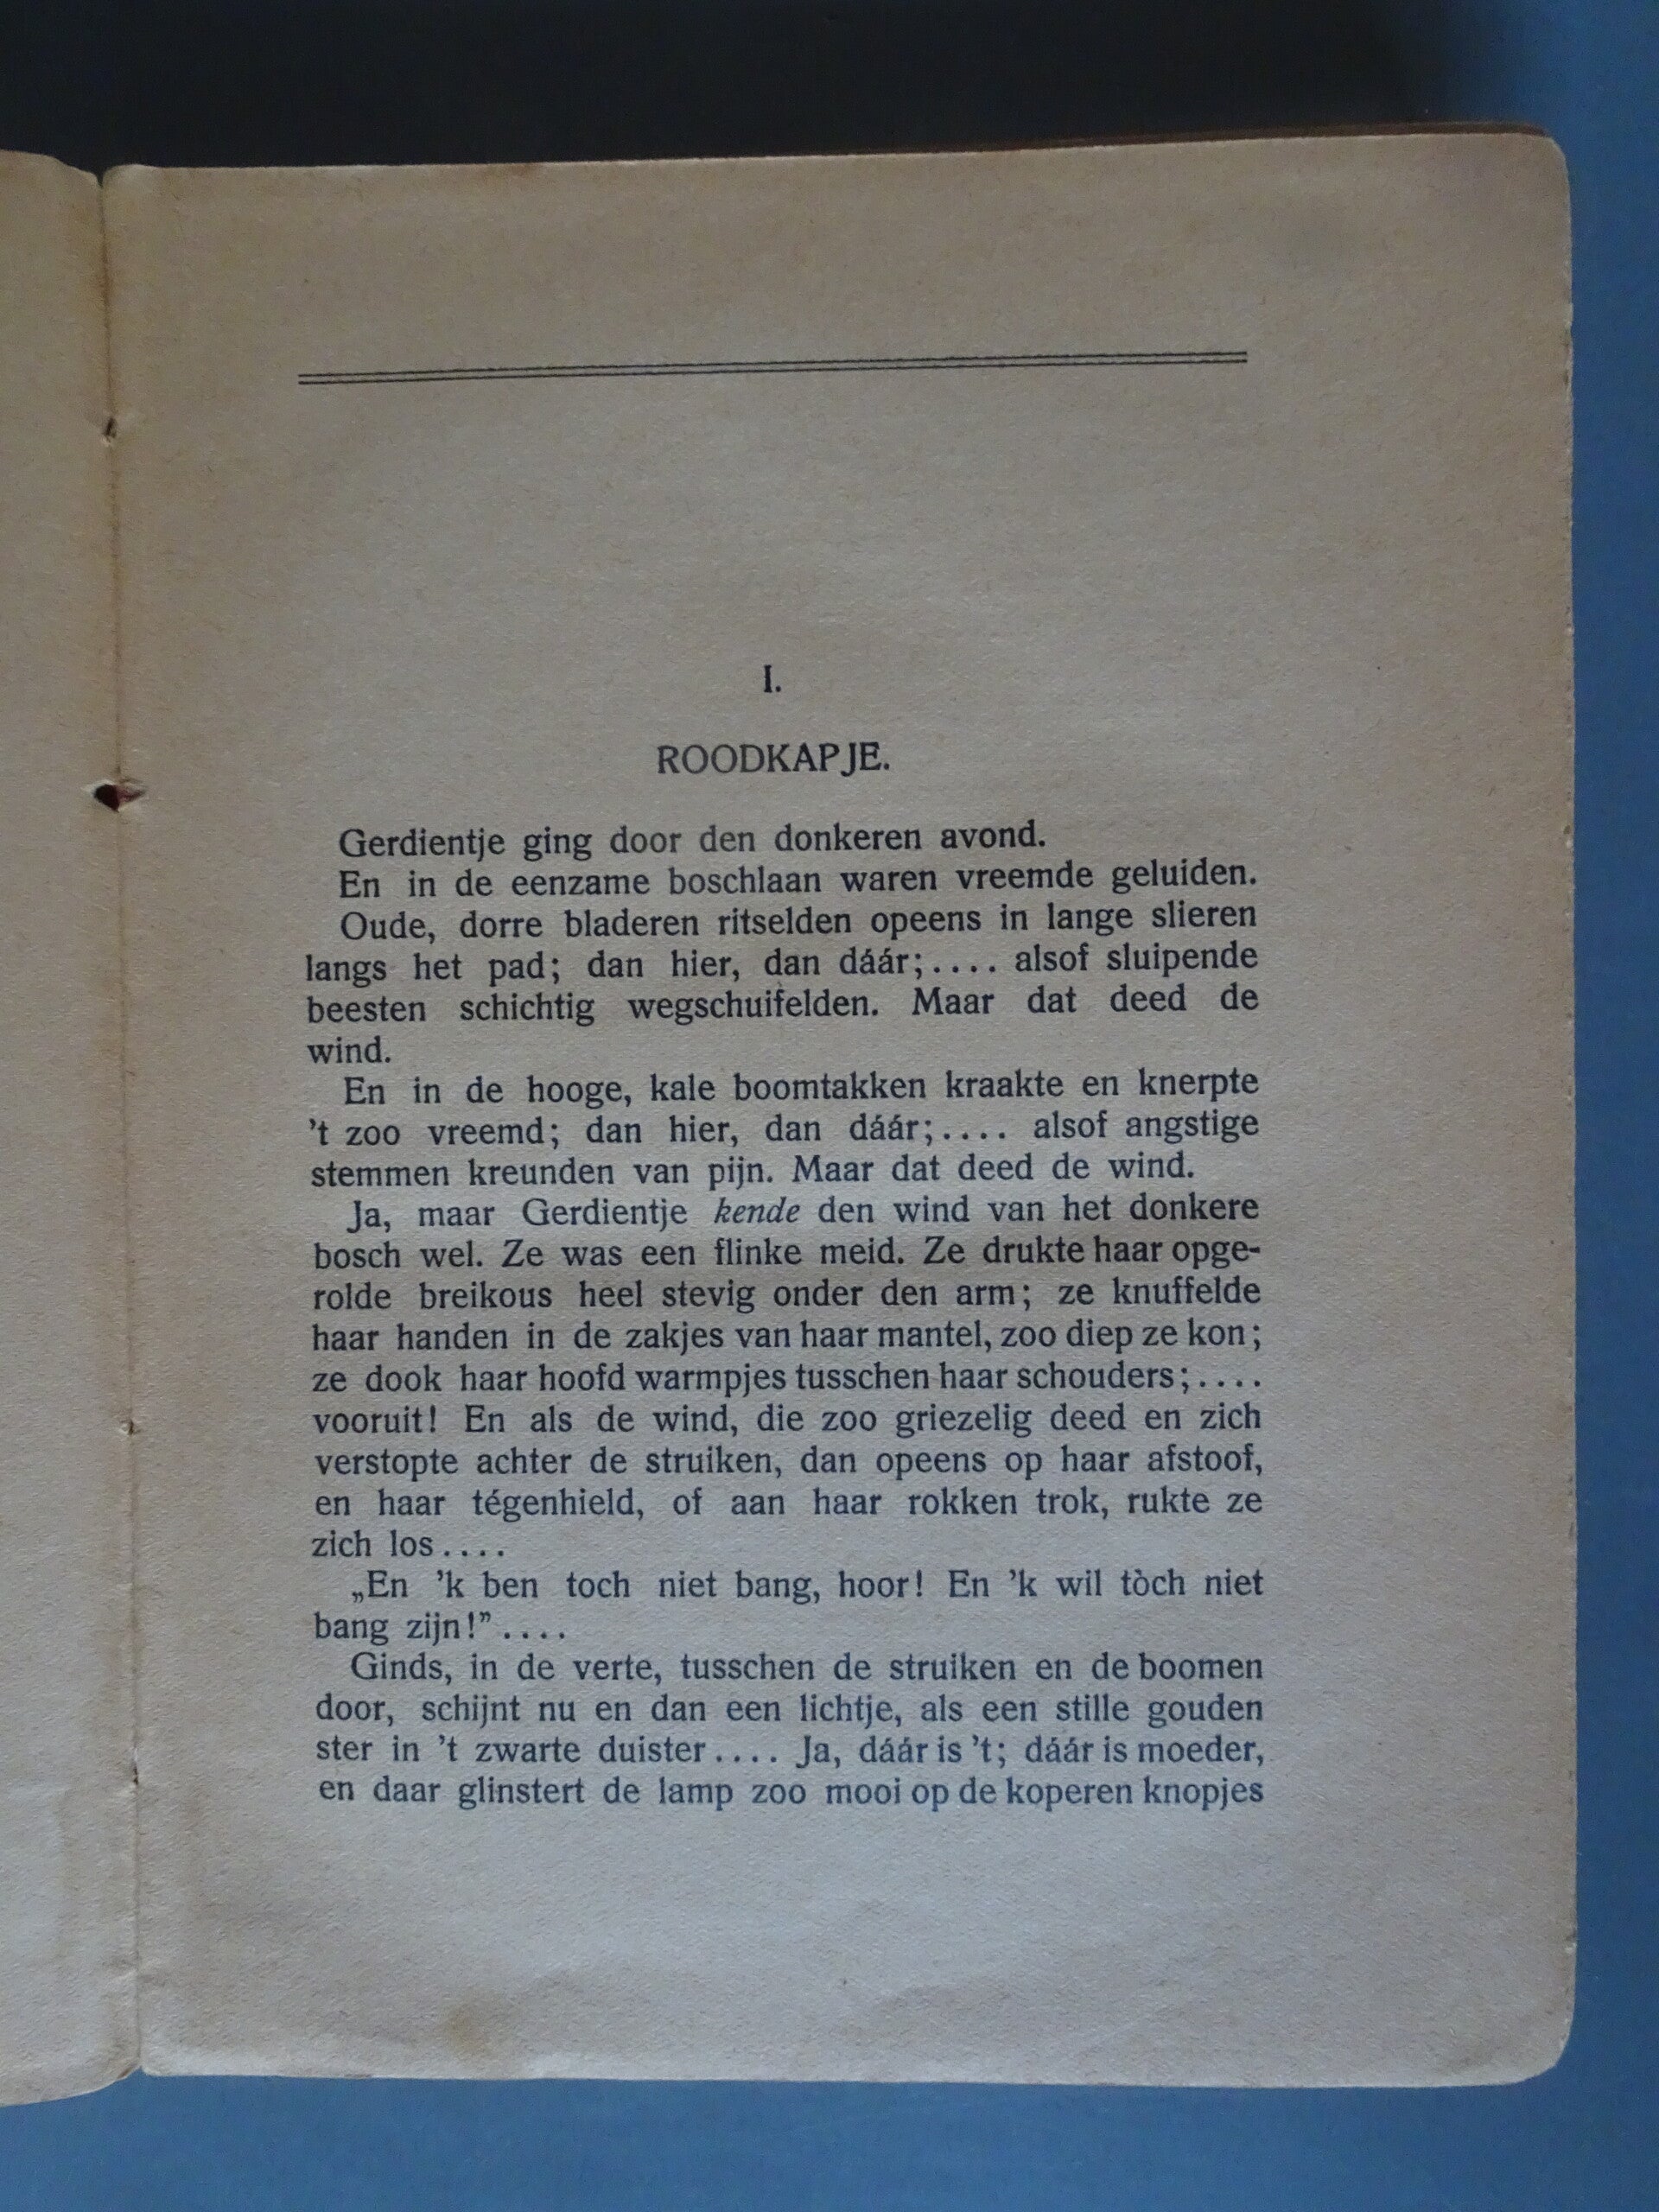 I.
ROODKAPJE.
Gerdientje ging door den donkeren avond.
En in de eenzame boschlaan waren vreemde geluiden.
Oude, dorre bladeren ritselden opeens in lange slieren
langs het pad; dan hier, dan dáár;.... alsof sluipende
beesten schichtig wegschuifelden. Maar dat deed de
wind.
En in de hooge, kale boomtakken kraakte en knerpte
’t zoo vreemd; dan hier, dan dáár;.... alsof angstige
stemmen kreunden van pijn. Maar dat deed de wind.
Ja, maar Gerdientje kende den wind van het donkere
bosch wel. Ze was een flinke meid. Ze drukte haar opge-
rolde breikous heel stevig onder den arm; ze knuffelde
haar handen in de zakjes van haar mantel, zoo diep ze kon;
ze dook haar hoofd warmpjes tusschen haar schouders;....
vooruit! En als de wind, die zoo griezelig deed en zich
verstopte achter de struiken, dan opeens op haar afstoof,
en haar tégenhield, of aan haar rokken trok, rukte ze
zich los....
„En ’k ben toch niet bang, hoor! En ’k wil tòch niet
bang zijn!”....
Ginds, in de verte, tusschen de struiken en de boomen
door, schijnt nu en dan een lichtje, als een stille gouden
ster in ’t zwarte duister.... Ja, dáár is ’t; dáár is moeder,
en daar glinstert de lamp zoo mooi op de koperen knopjes